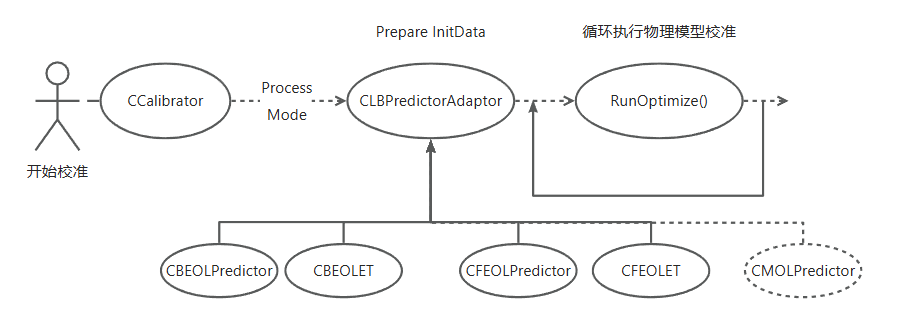 Prepare InitData
循环执行物理模型校准
CCalibrator
Process
Mode
CLBPredictorAdaptor
RunOptimize()
开始校准
CBEOLPredictor
CBEOLET
CFEOLPredictor
CFEOLET
CMOLPredictor